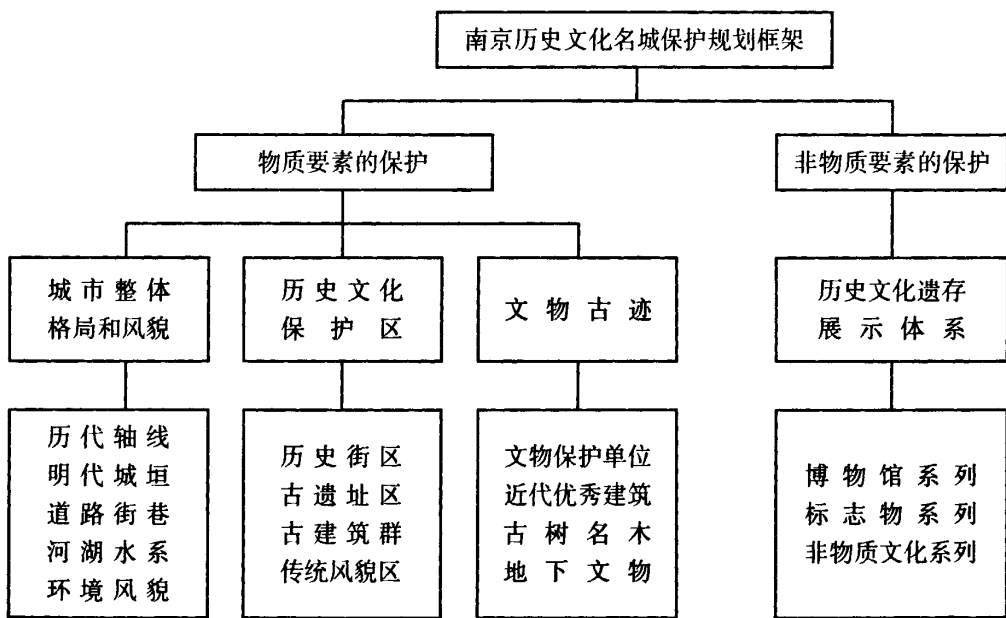 南京历史文化名城保护规划框架
物质要素的保护
非物质要素的保护
城市整体
格局和风貌
历史文化
保护区
文物古迹
历史文化遗存
展示体系
历代轴线
明代城垣
道路街巷
河湖水系
环境风貌
历史街区
古遗址区
古建筑群
传统风貌区
文物保护单位
近代优秀建筑
古树名木
地下文物
博物馆系列
标志物系列
非物质文化系列